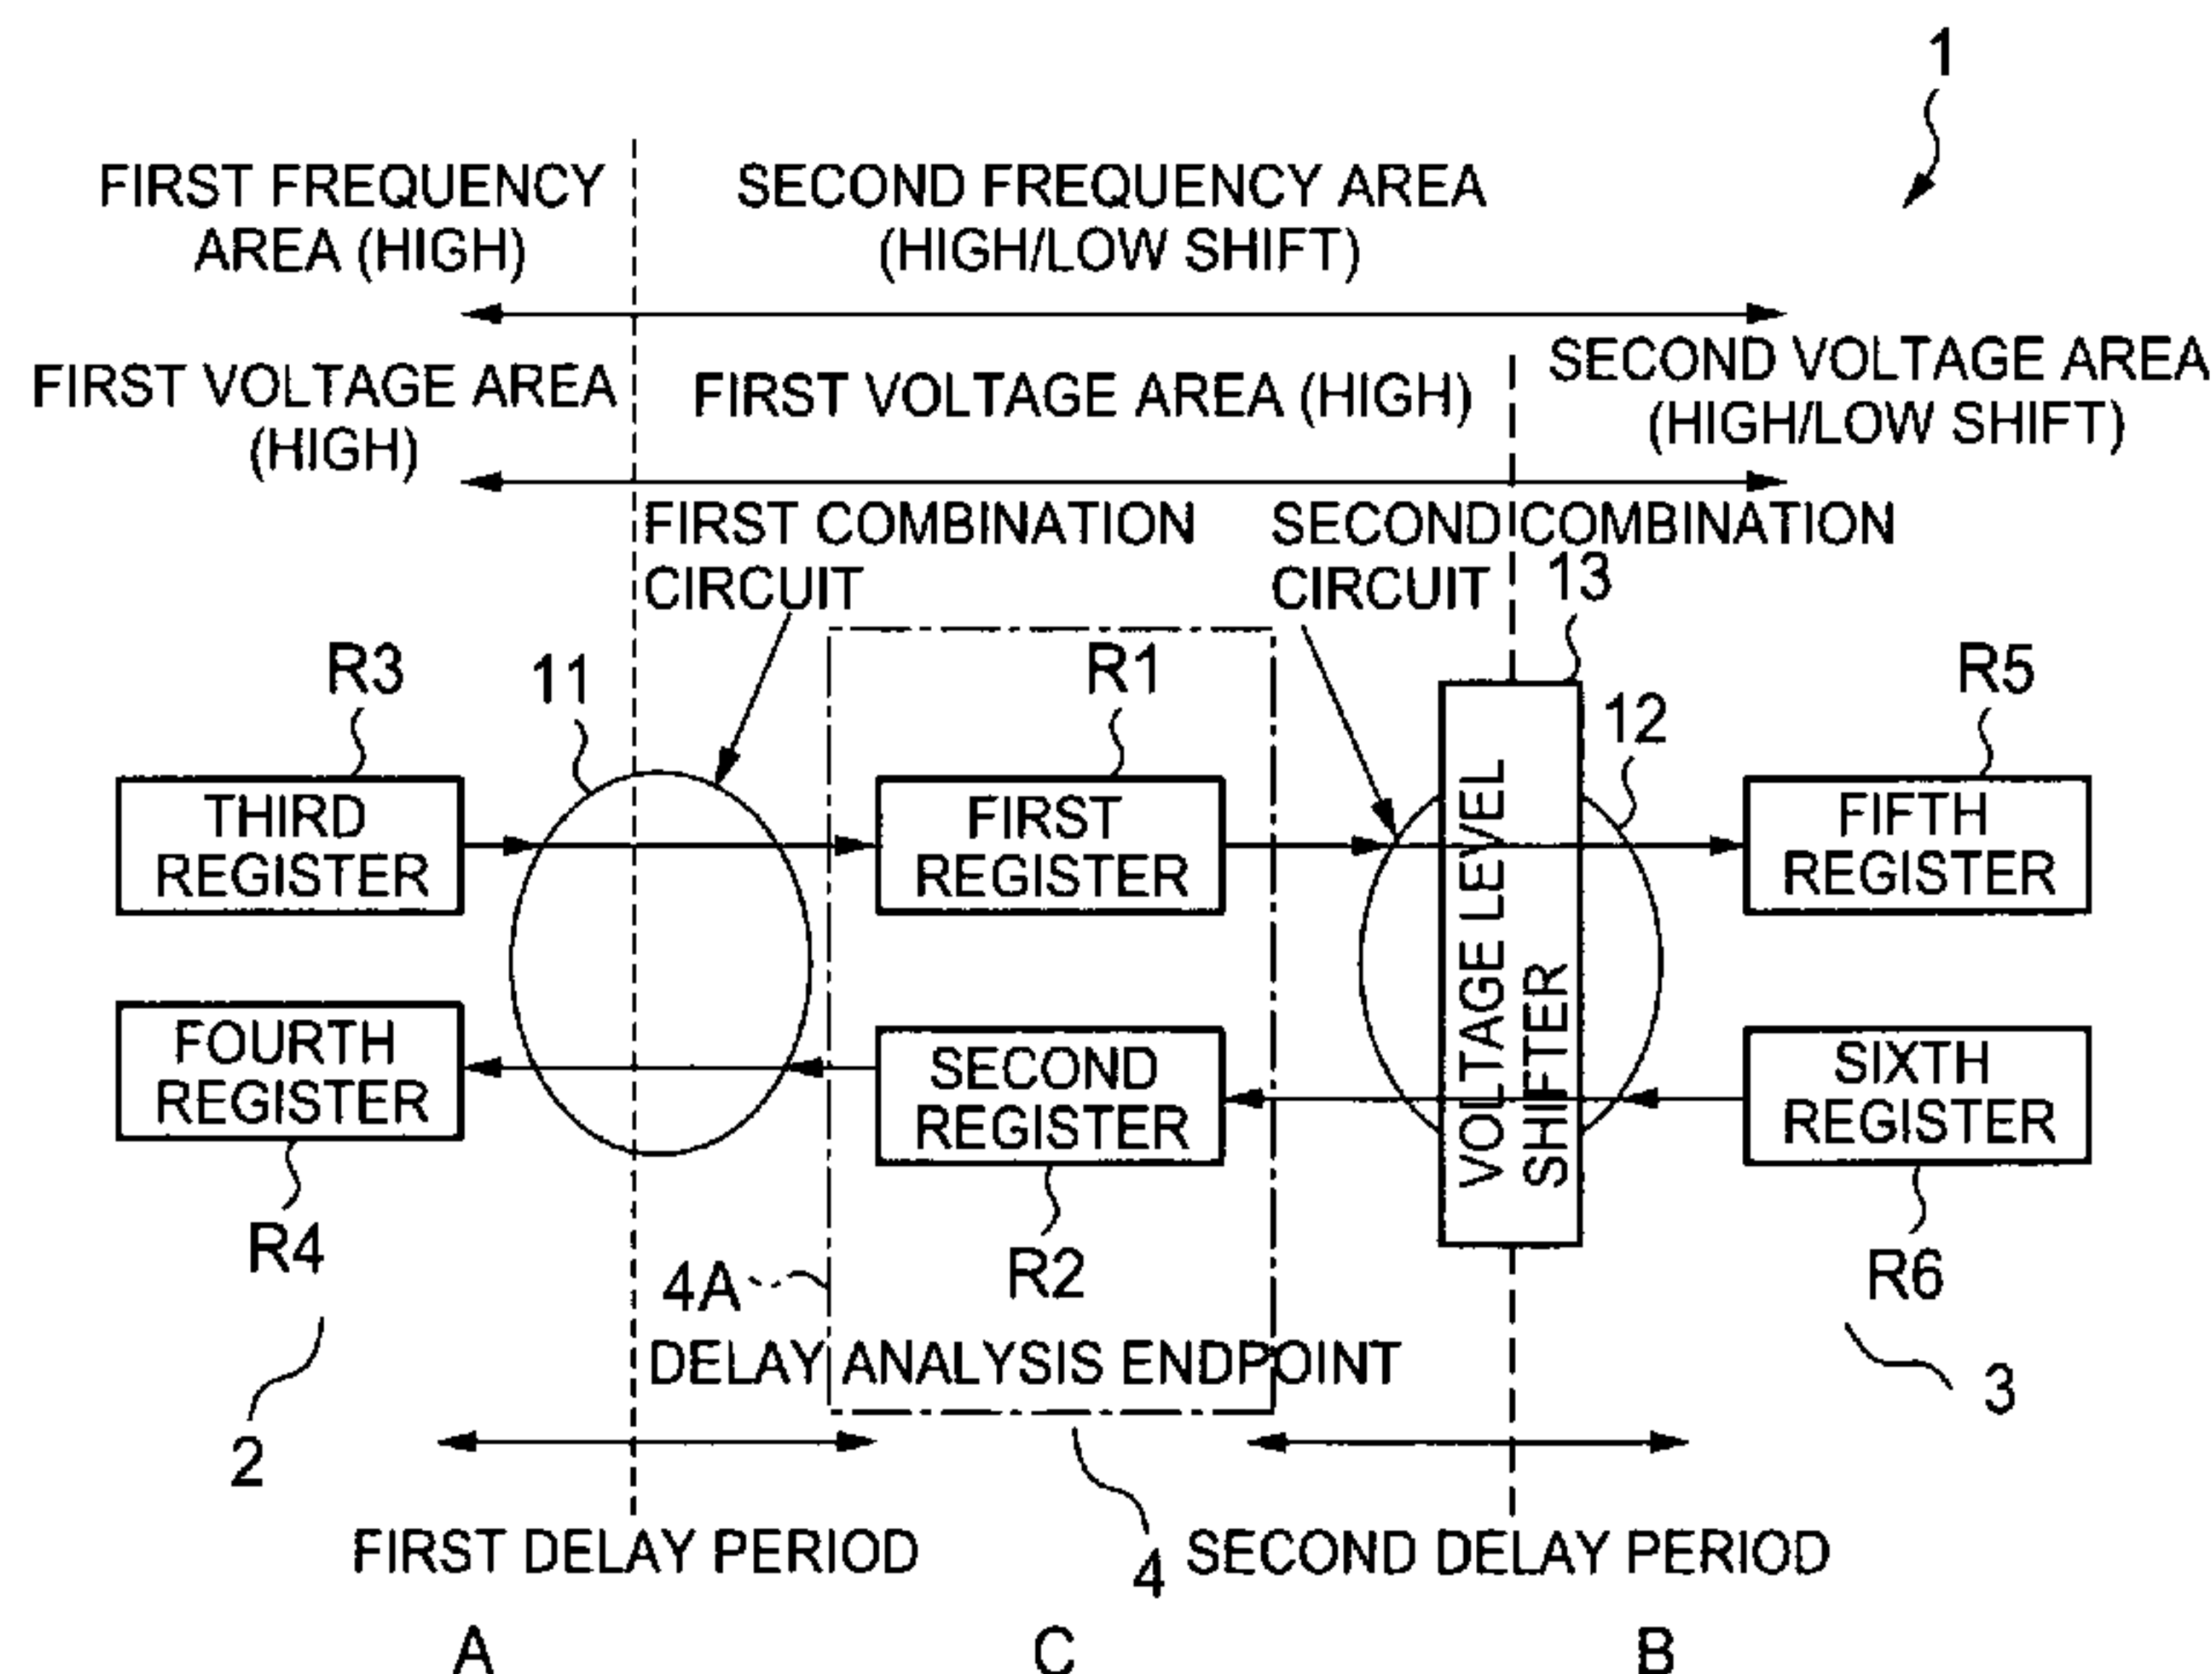 1
FIRST FREQUENCY
AREA (HIGH)
SECOND FREQUENCY AREA
(HIGH/LOW SHIFT)
FIRST VOLTAGE AREA
(HIGH)
FIRST VOLTAGE AREA (HIGH)
SECOND VOLTAGE AREA
(HIGH/LOW SHIFT)
FIRST COMBINATION
CIRCUIT
SECOND COMBINATION
CIRCUIT
13
R3
11
R1
12
R5
THIRD
REGISTER
FIRST
REGISTER
VOLTAGE LEVEL
SHIFTER
FIFTH
REGISTER
FOURTH
REGISTER
SECOND
REGISTER
SIXTH
REGISTER
R4
4A
R2
R6
DELAY ANALYSIS ENDPOINT
2
3
FIRST DELAY PERIOD
4
SECOND DELAY PERIOD
A
C
B